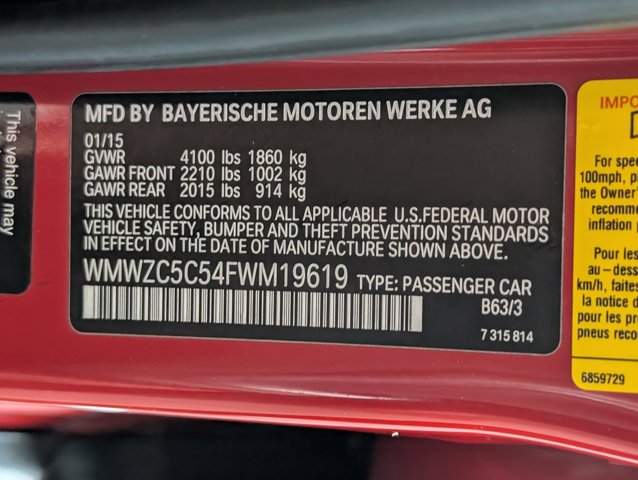 This vehicle may
MFD BY BAYERISCHE MOTOREN WERKE AG
01/15
GVWR 4100 lbs 1860 kg
GAWR FRONT 2210 lbs 1002 kg
GAWR REAR 2015 lbs 914 kg
THIS VEHICLE CONFORMS TO ALL APPLICABLE U.S.FEDERAL MOTOR
VEHICLE SAFETY, BUMPER AND THEFT PREVENTION STANDARDS
IN EFFECT ON THE DATE OF MANUFACTURE SHOWN ABOVE.
WMWZC5C54FWM19619 TYPE: PASSENGER CAR
B63/3
7 315 814
For spe
100mph, p
the Owner'
recomme
inflation
Pour les
au-dess
km/h, faites
la notice d
pour les pr
pneus reco
6859729